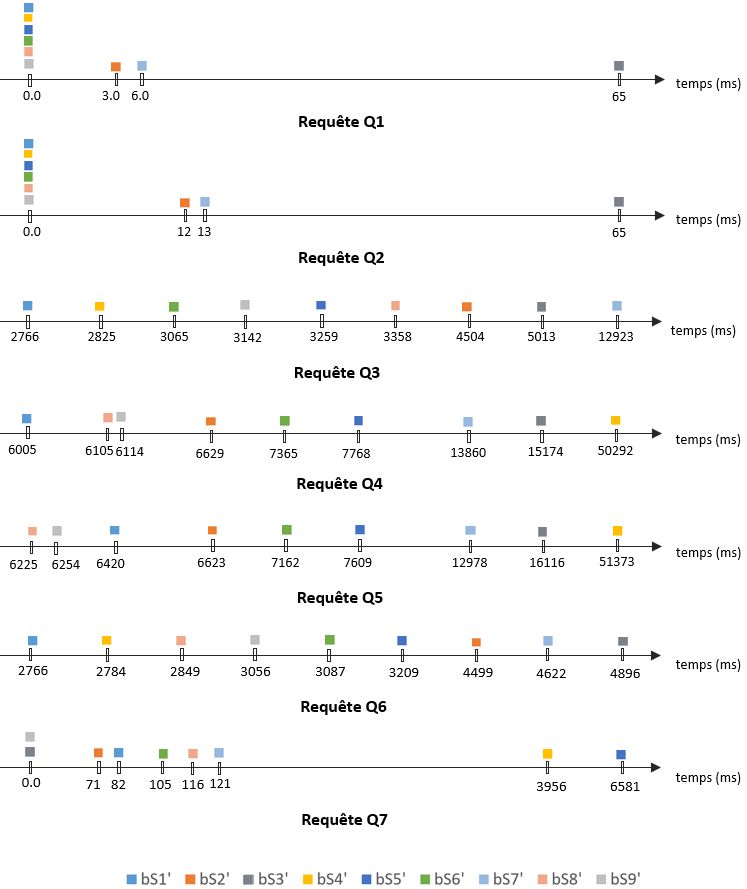 temps (ms)
0.0 3.0 6.0 65
Requête Q1
temps (ms)
0.0 12 13 65
Requête Q2
temps (ms)
2766 2825 3065 3142 3259 3358 4504 5013 12923
Requête Q3
temps (ms)
6005 6105 6114 6629 7365 7768 13860 15174 50292
Requête Q4
temps (ms)
6225 6254 6420 6623 7162 7609 12978 16116 51373
Requête Q5
temps (ms)
2766 2784 2849 3056 3087 3209 4499 4622 4896
Requête Q6
temps (ms)
0.0 71 82 105 116 121 3956 6581
Requête Q7
bS1' bS2' bS3' bS4' bS5' bS6' bS7' bS8' bS9'